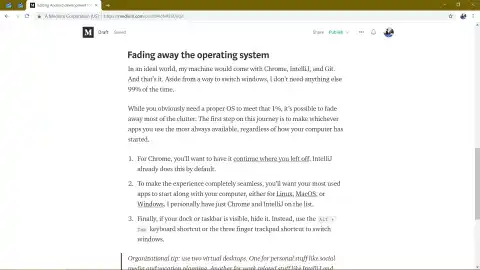 Editing Android development
A Medium Corporation [US]
https://medium.com
Draft
Saved
Share
Publish
Fading away the operating system
In an ideal world, my machine would come with Chrome, IntelliJ, and Git.
And that's it. Aside from a way to switch windows, I don't need anything else
99% of the time.
While you obviously need a proper OS to meet that 1%, it's possible to fade
away most of the clutter. The first step on this journey is to make whichever
apps you use the most always available, regardless of how your computer has
started.
1. For Chrome, you'll want to have it continue where you left off. IntelliJ
already does this by default.
2. To make the experience completely seamless, you'll want your most used
apps to start along with your computer, either for Linux, MacOS, or
Windows. I personally have just Chrome and IntelliJ on the list.
3. Finally, if your dock or taskbar is visible, hide it. Instead, use the Alt +
Tab keyboard shortcut or the three finger trackpad shortcut to switch
windows.
Organizational tip: use two virtual desktops. One for personal stuff like social
media and vacation planning. Another for work related stuff like IntelliJ and